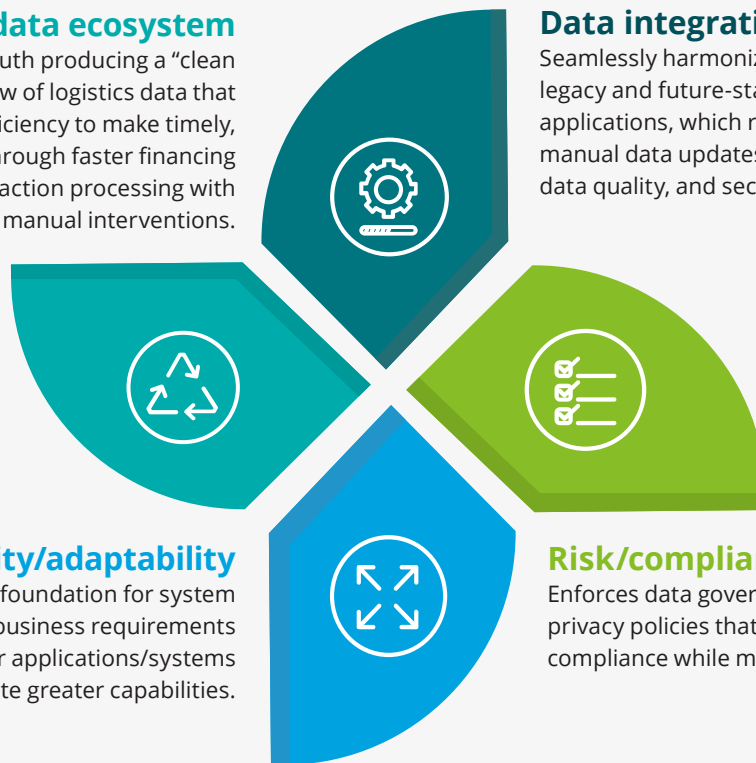 data ecosystem
uth producing a “clean
w of logistics data that
iciency to make timely,
hrough faster financing
action processing with
manual interventions.
Data integrati
Seamlessly harmoniz
legacy and future-sta
applications, which r
manual data updates
data quality, and sec
ity/adaptability
foundation for system
business requirements
r applications/systems
te greater capabilities.
Risk/complia
Enforces data gover
privacy policies that
compliance while m